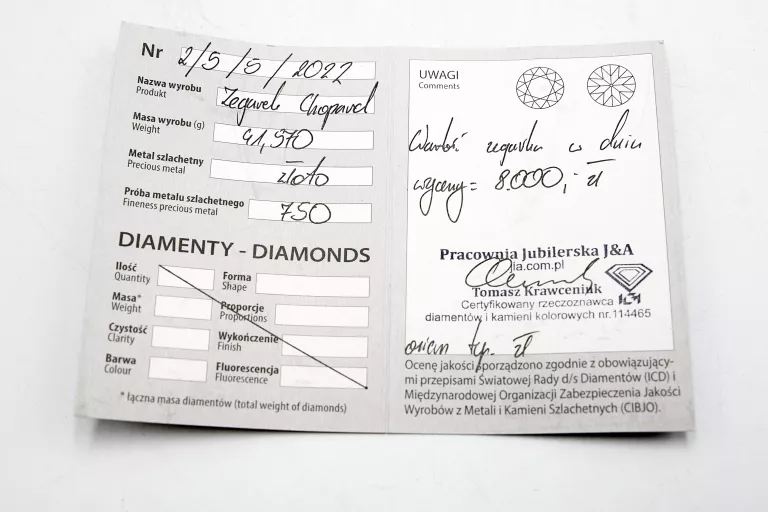 Nr 2/5/5/2022
Nazwa wyrobu Zegarek Chopard
Produkt
Masa wyrobu (g) 41,570
Weight
Metal szlachetny złoto
Precious metal
Próba metalu szlachetnego 750
Fineness precious metal
DIAMENTY - DIAMONDS
Ilość
Quantity
Forma
Shape
Masa*
Weight
Proporcje
Proportions
Czystość
Clarity
Wykończenie
Finish
Barwa
Colour
Fluorescencja
Fluorescence
* łączna masa diamentów (total weight of diamonds)
UWAGI
Comments
Wartość zegarka w dniu
wyceny = 8.000,- zł
Pracownia Jubilerska J&A
ja.com.pl
Tomasz Krawceniuk
Certyfikowany rzeczoznawca
diamentów i kamieni kolorowych nr.114465
osiem tys. zł
Ocenę jakości sporządzono zgodnie z obowiązujący-
mi przepisami Światowej Rady d/s Diamentów (ICD) i
Międzynarodowej Organizacji Zabezpieczenia Jakości
Wyrobów z Metali i Kamieni Szlachetnych (CIBJO).